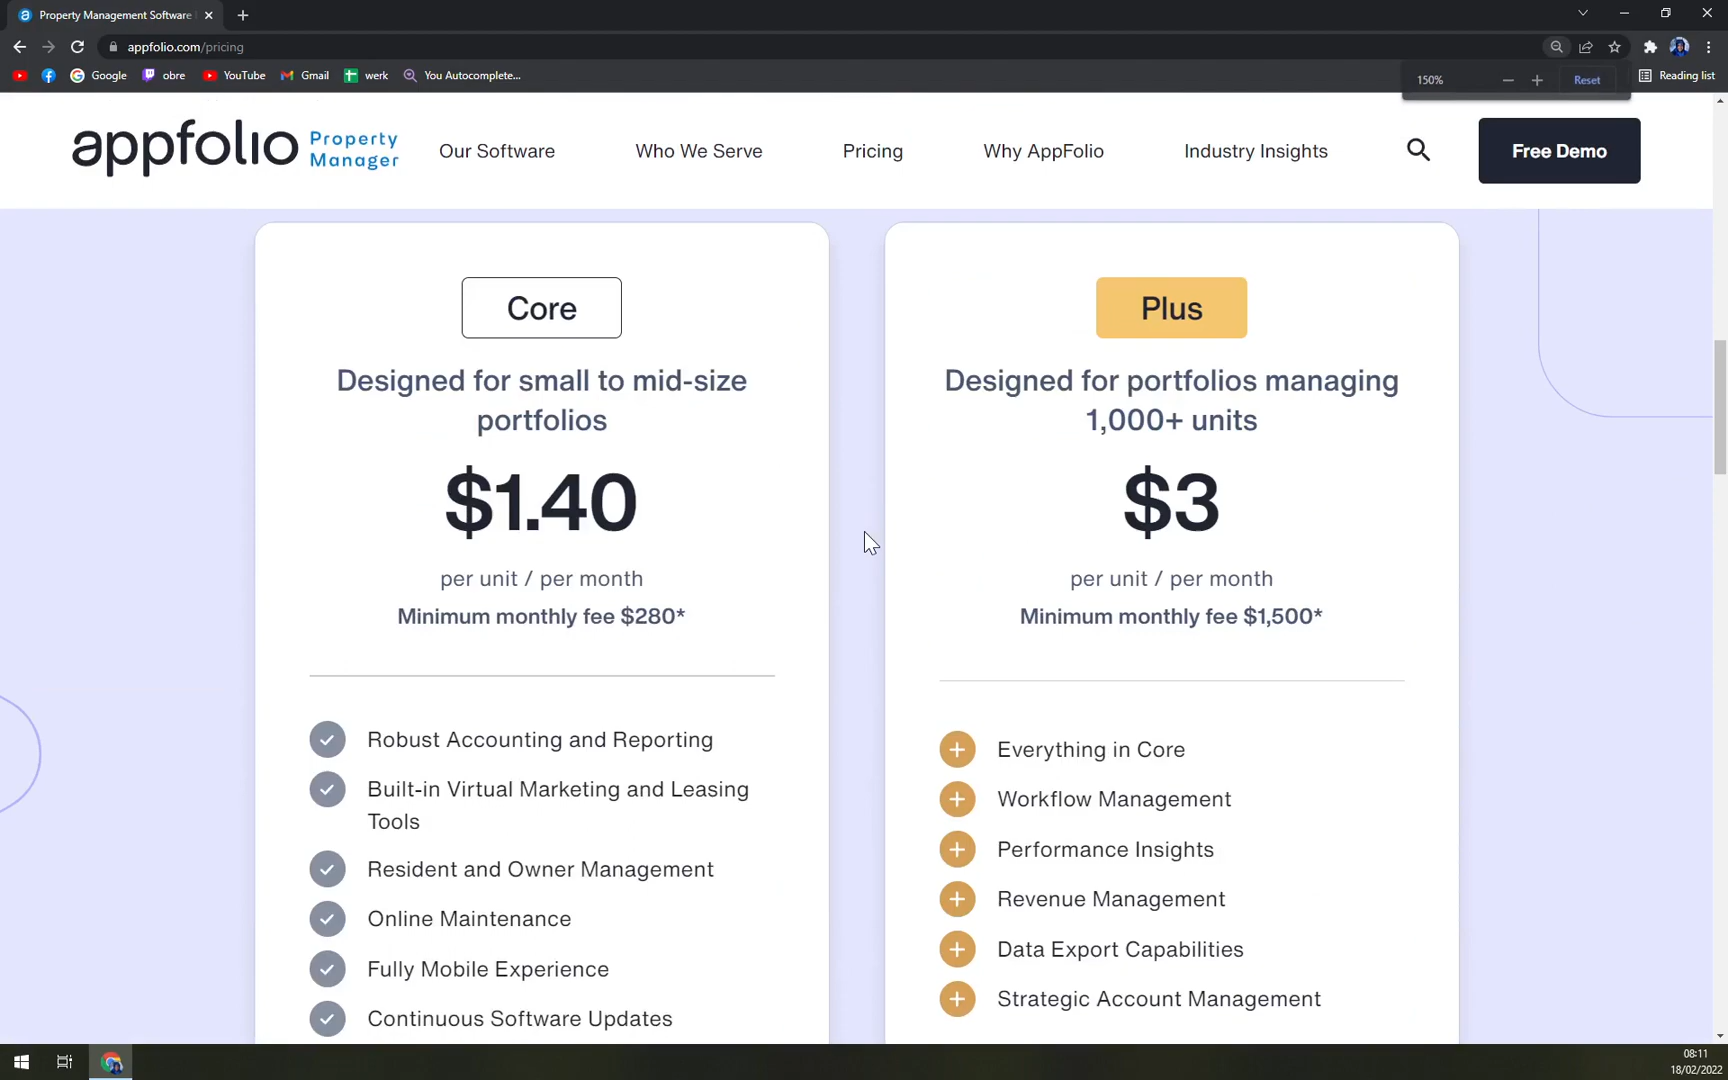 Property Management Software
appfolio.com/pricing
Google
obre
YouTube
Gmail
werk
You Autocomplete...
150%
Reset
Reading list
appfolio Property Manager
Our Software
Who We Serve
Pricing
Why AppFolio
Industry Insights
Free Demo
Core
Designed for small to mid-size
portfolios
$1.40
per unit / per month
Minimum monthly fee $280*
Robust Accounting and Reporting
Built-in Virtual Marketing and Leasing
Tools
Resident and Owner Management
Online Maintenance
Fully Mobile Experience
Continuous Software Updates
Plus
Designed for portfolios managing
1,000+ units
$3
per unit / per month
Minimum monthly fee $1,500*
Everything in Core
Workflow Management
Performance Insights
Revenue Management
Data Export Capabilities
Strategic Account Management
08:11
18/02/2022